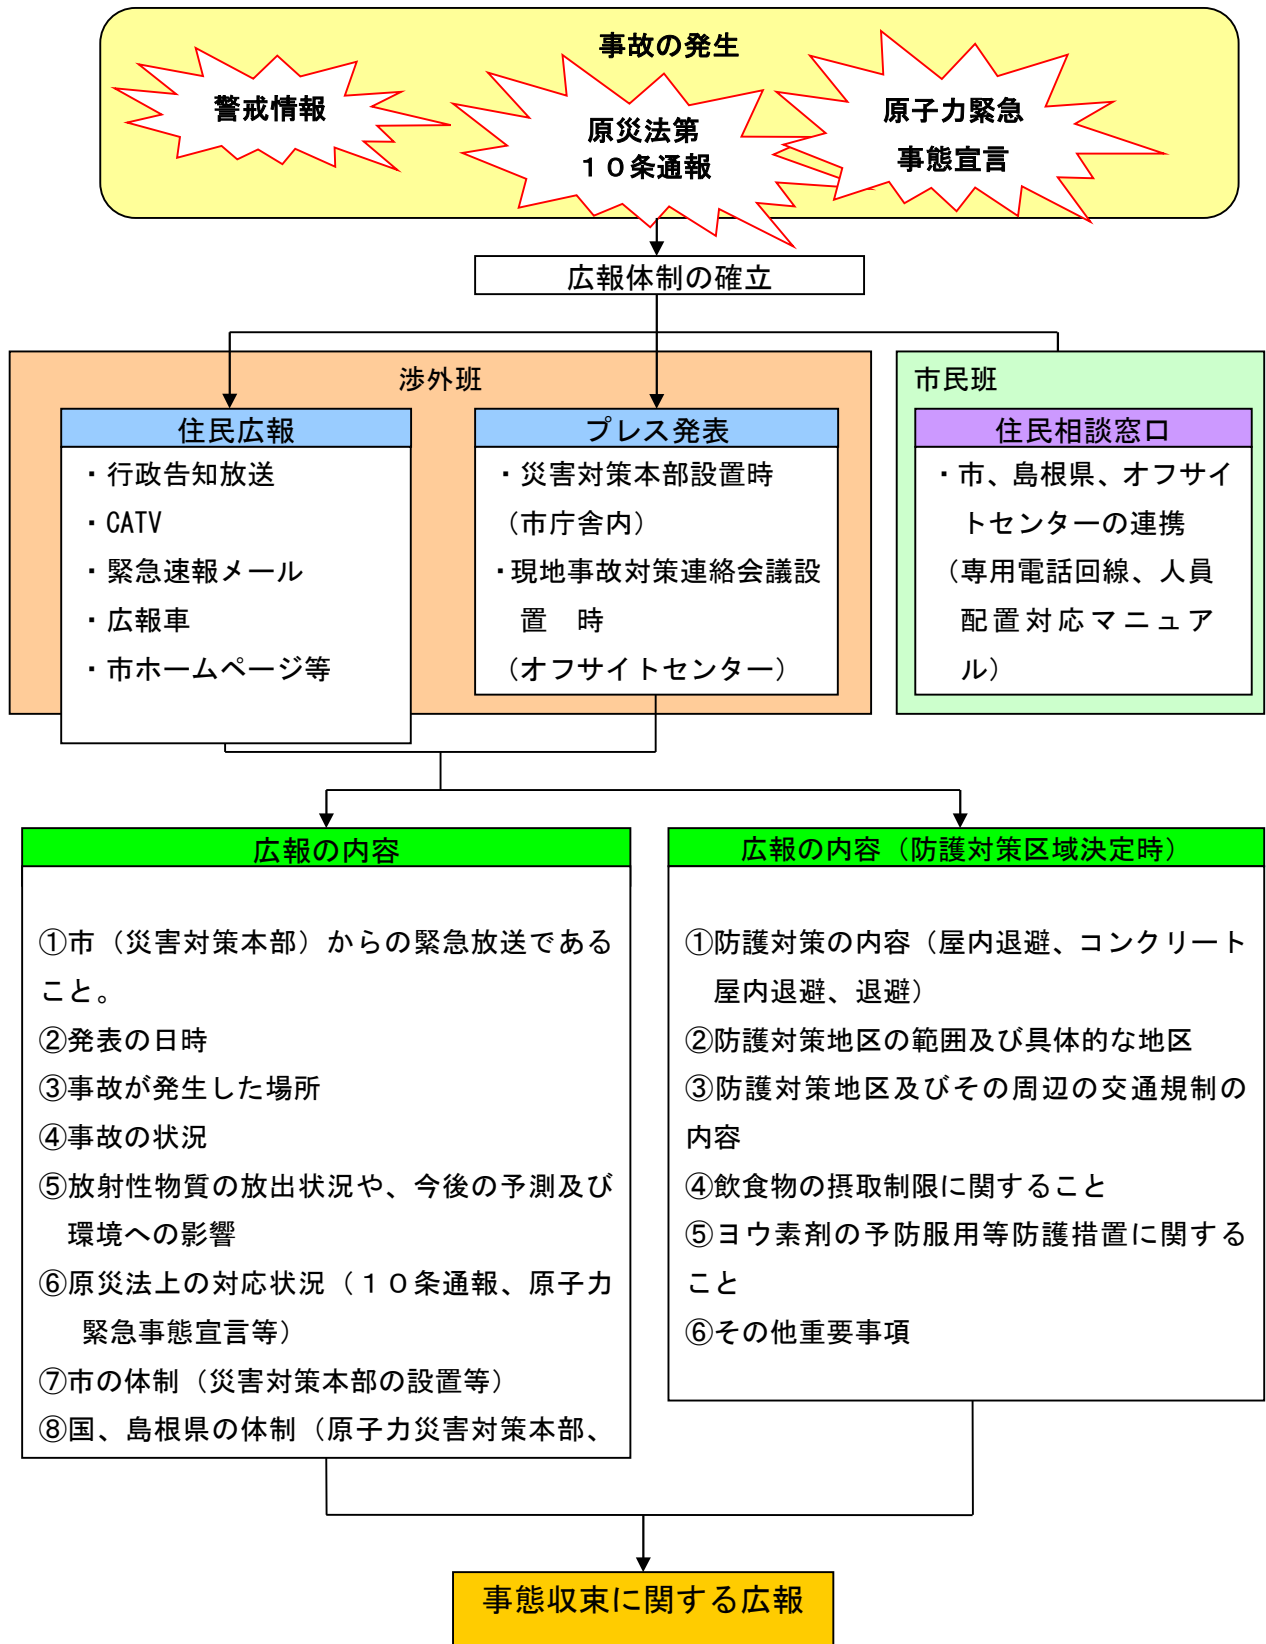 事故の発生
警戒情報
原災法第
１０条通報
原子力緊急
事態宣言
広報体制の確立
渉外班
住民広報
・行政告知放送
・CATV
・緊急速報メール
・広報車
・市ホームページ等
プレス発表
・災害対策本部設置時
（市庁舎内）
・現地事故対策連絡会議設
置　時
（オフサイトセンター）
市民班
住民相談窓口
・市、島根県、オフサイ
トセンターの連携
（専用電話回線、人員
配置対応マニュア
ル）
広報の内容
①市（災害対策本部）からの緊急放送である
こと。
②発表の日時
③事故が発生した場所
④事故の状況
⑤放射性物質の放出状況や、今後の予測及び
環境への影響
⑥原災法上の対応状況（１０条通報、原子力
緊急事態宣言等）
⑦市の体制（災害対策本部の設置等）
⑧国、島根県の体制（原子力災害対策本部、
広報の内容（防護対策区域決定時）
①防護対策の内容（屋内退避、コンクリート
屋内退避、退避）
②防護対策地区の範囲及び具体的な地区
③防護対策地区及びその周辺の交通規制の
内容
④飲食物の摂取制限に関すること
⑤ヨウ素剤の予防服用等防護措置に関する
こと
⑥その他重要事項
事態収束に関する広報